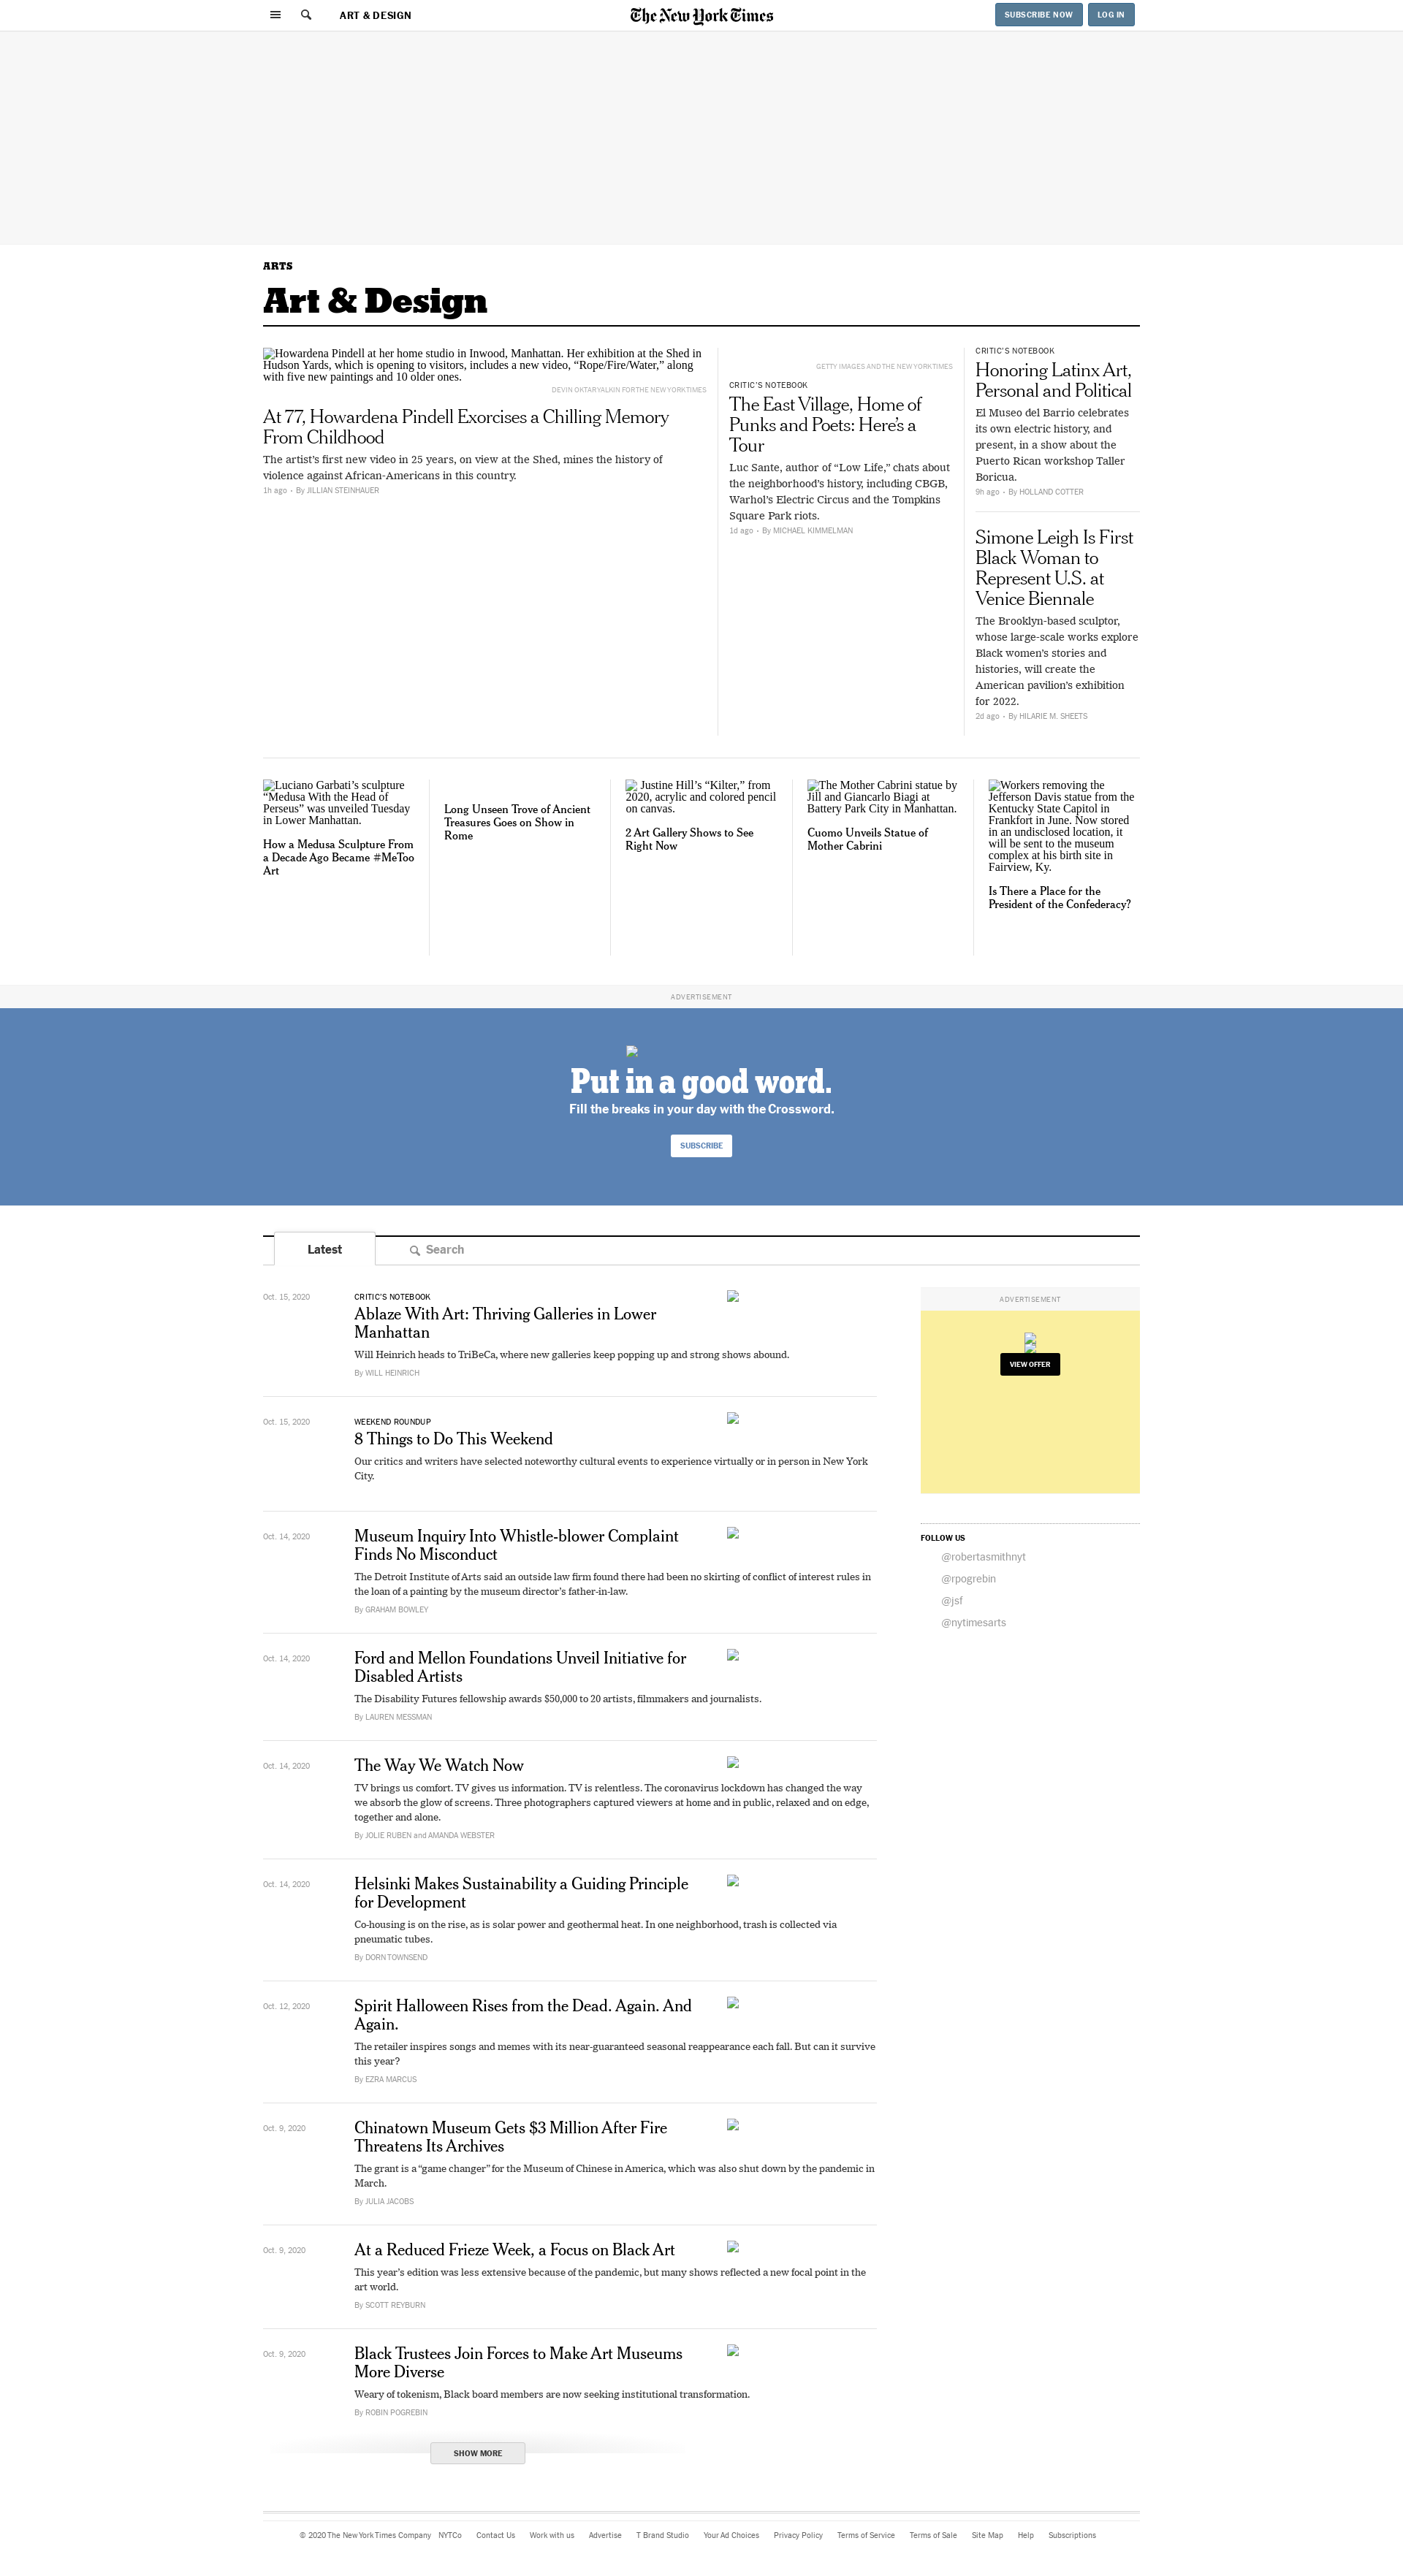 ART & DESIGN
The New York Times
SUBSCRIBE NOW
LOG IN
ARTS
Art & Design
Howardena Pindell at her home studio in Inwood, Manhattan. Her exhibition at the Shed in
Hudson Yards, which is opening to visitors, includes a new video, “Rope/Fire/Water,” along
with five new paintings and 10 older ones.
DEVIN OKTAR YALKIN FOR THE NEW YORK TIMES
At 77, Howardena Pindell Exorcises a Chilling Memory
From Childhood
The artist’s first new video in 25 years, on view at the Shed, mines the history of
violence against African-Americans in this country.
1h ago • By JILLIAN STEINHAUER
GETTY IMAGES AND THE NEW YORK TIMES
CRITIC’S NOTEBOOK
The East Village, Home of
Punks and Poets: Here’s a
Tour
Luc Sante, author of “Low Life,” chats about
the neighborhood’s history, including CBGB,
Warhol’s Electric Circus and the Tompkins
Square Park riots.
1d ago • By MICHAEL KIMMELMAN
CRITIC’S NOTEBOOK
Honoring Latinx Art,
Personal and Political
El Museo del Barrio celebrates
its own electric history, and
present, in a show about the
Puerto Rican workshop Taller
Boricua.
9h ago • By HOLLAND COTTER
Simone Leigh Is First
Black Woman to
Represent U.S. at
Venice Biennale
The Brooklyn-based sculptor,
whose large-scale works explore
Black women’s stories and
histories, will create the
American pavilion’s exhibition
for 2022.
2d ago • By HILARIE M. SHEETS
Luciano Garbati’s sculpture
“Medusa With the Head of
Perseus” was unveiled Tuesday
in Lower Manhattan.
How a Medusa Sculpture From
a Decade Ago Became #MeToo
Art
Long Unseen Trove of Ancient
Treasures Goes on Show in
Rome
Justine Hill’s “Kilter,” from
2020, acrylic and colored pencil
on canvas.
2 Art Gallery Shows to See
Right Now
The Mother Cabrini statue by
Jill and Giancarlo Biagi at
Battery Park City in Manhattan.
Cuomo Unveils Statue of
Mother Cabrini
Workers removing the
Jefferson Davis statue from the
Kentucky State Capitol in
Frankfort in June. Now stored
in an undisclosed location, it
will be sent to the museum
complex at his birth site in
Fairview, Ky.
Is There a Place for the
President of the Confederacy?
ADVERTISEMENT
Put in a good word.
Fill the breaks in your day with the Crossword.
SUBSCRIBE
Latest
Search
Oct. 15, 2020
CRITIC’S NOTEBOOK
Ablaze With Art: Thriving Galleries in Lower
Manhattan
Will Heinrich heads to TriBeCa, where new galleries keep popping up and strong shows abound.
By WILL HEINRICH
Oct. 15, 2020
WEEKEND ROUNDUP
8 Things to Do This Weekend
Our critics and writers have selected noteworthy cultural events to experience virtually or in person in New York
City.
Oct. 14, 2020
Museum Inquiry Into Whistle-blower Complaint
Finds No Misconduct
The Detroit Institute of Arts said an outside law firm found there had been no skirting of conflict of interest rules in
the loan of a painting by the museum director’s father-in-law.
By GRAHAM BOWLEY
Oct. 14, 2020
Ford and Mellon Foundations Unveil Initiative for
Disabled Artists
The Disability Futures fellowship awards $50,000 to 20 artists, filmmakers and journalists.
By LAUREN MESSMAN
Oct. 14, 2020
The Way We Watch Now
TV brings us comfort. TV gives us information. TV is relentless. The coronavirus lockdown has changed the way
we absorb the glow of screens. Three photographers captured viewers at home and in public, relaxed and on edge,
together and alone.
By JOLIE RUBEN and AMANDA WEBSTER
Oct. 14, 2020
Helsinki Makes Sustainability a Guiding Principle
for Development
Co-housing is on the rise, as is solar power and geothermal heat. In one neighborhood, trash is collected via
pneumatic tubes.
By DORN TOWNSEND
Oct. 12, 2020
Spirit Halloween Rises from the Dead. Again. And
Again.
The retailer inspires songs and memes with its near-guaranteed seasonal reappearance each fall. But can it survive
this year?
By EZRA MARCUS
Oct. 9, 2020
Chinatown Museum Gets $3 Million After Fire
Threatens Its Archives
The grant is a “game changer” for the Museum of Chinese in America, which was also shut down by the pandemic in
March.
By JULIA JACOBS
Oct. 9, 2020
At a Reduced Frieze Week, a Focus on Black Art
This year’s edition was less extensive because of the pandemic, but many shows reflected a new focal point in the
art world.
By SCOTT REYBURN
Oct. 9, 2020
Black Trustees Join Forces to Make Art Museums
More Diverse
Weary of tokenism, Black board members are now seeking institutional transformation.
By ROBIN POGREBIN
SHOW MORE
ADVERTISEMENT
VIEW OFFER
FOLLOW US
@robertasmithnyt
@rpogrebin
@jsf
@nytimesarts
© 2020 The New York Times Company NYTCo Contact Us Work with us Advertise T Brand Studio Your Ad Choices Privacy Policy Terms of Service Terms of Sale Site Map Help Subscriptions